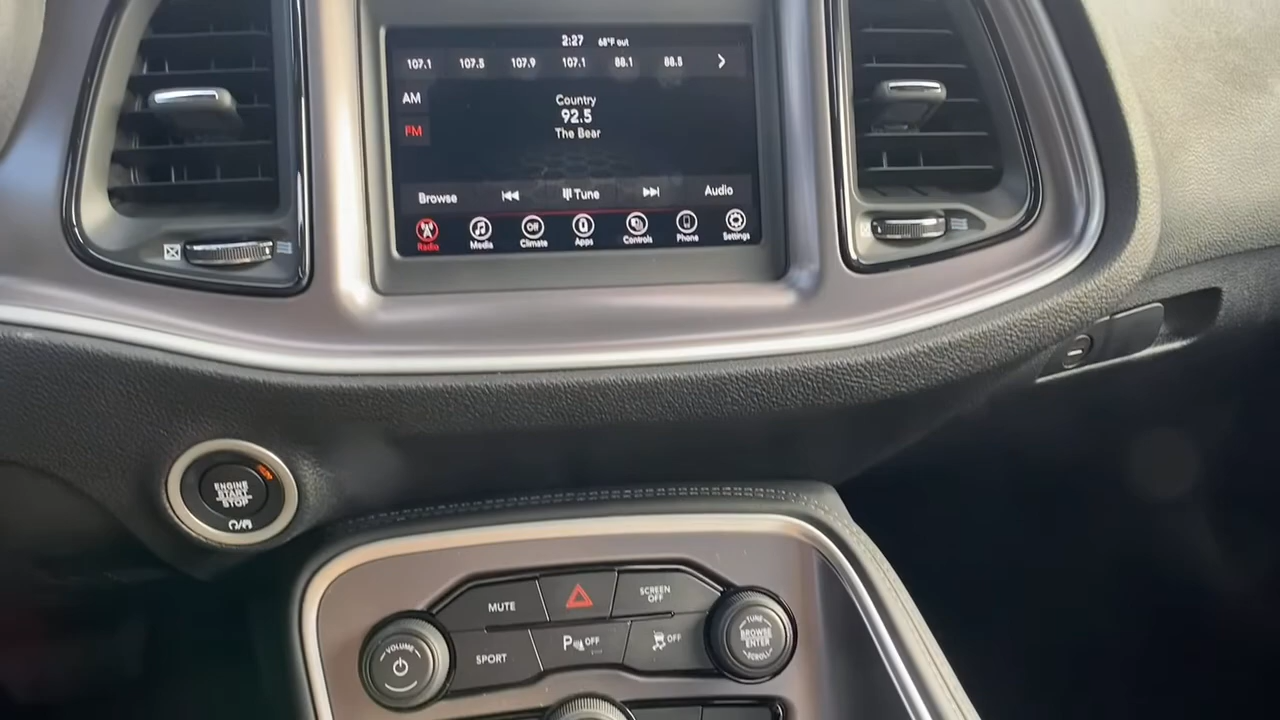 2:27 68°F out
107.1 107.5 107.9 107.1 88.1 88.5
AM
FM
Country
92.5
The Bear
Browse Tune Audio
Radio Media Off Climate Apps Controls Phone Settings
ENGINE
START
STOP
MUTE
SCREEN
OFF
VOLUME
SPORT
P OFF
OFF
TUNE
BROWSE
ENTER
SCROLL